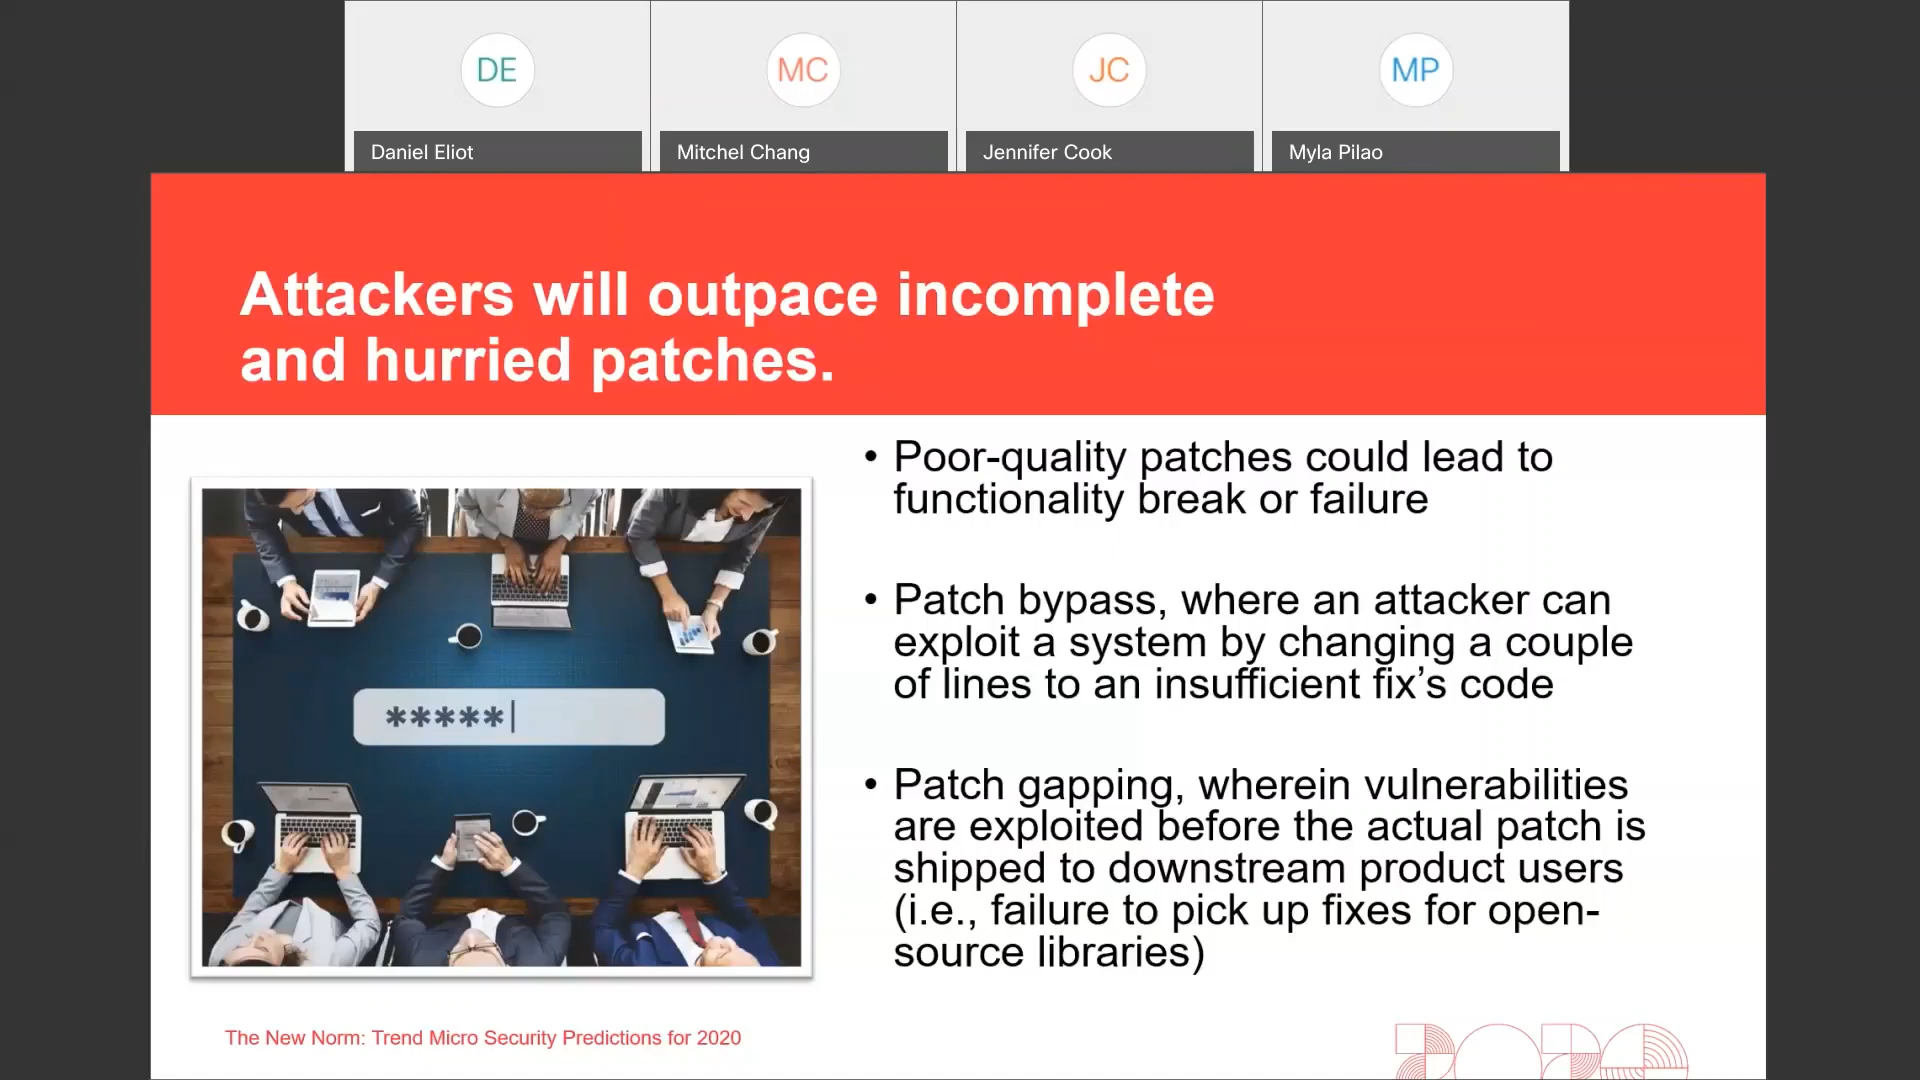 DE
MC
JC
MP
Daniel Eliot
Mitchel Chang
Jennifer Cook
Myla Pilao
Attackers will outpace incomplete
and hurried patches.
• Poor-quality patches could lead to
functionality break or failure
• Patch bypass, where an attacker can
exploit a system by changing a couple
of lines to an insufficient fix’s code
• Patch gapping, wherein vulnerabilities
are exploited before the actual patch is
shipped to downstream product users
(i.e., failure to pick up fixes for open-
source libraries)
*****|
The New Norm: Trend Micro Security Predictions for 2020
2020